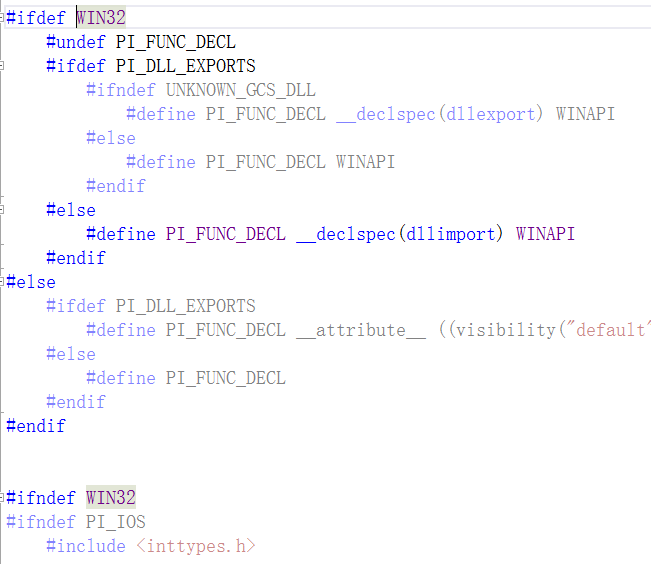 #ifdef WIN32
#undef PI_FUNC_DECL
#ifdef PI_DLL_EXPORTS
#ifndef UNKNOWN_GCS_DLL
#define PI_FUNC_DECL __declspec(dllexport) WINAPI
#else
#define PI_FUNC_DECL WINAPI
#endif
#else
#define PI_FUNC_DECL __declspec(dllimport) WINAPI
#endif
#else
#ifdef PI_DLL_EXPORTS
#define PI_FUNC_DECL __attribute__ ((visibility("default"
#else
#define PI_FUNC_DECL
#endif
#endif
#ifndef WIN32
#ifndef PI_IOS
#include <inttypes.h>